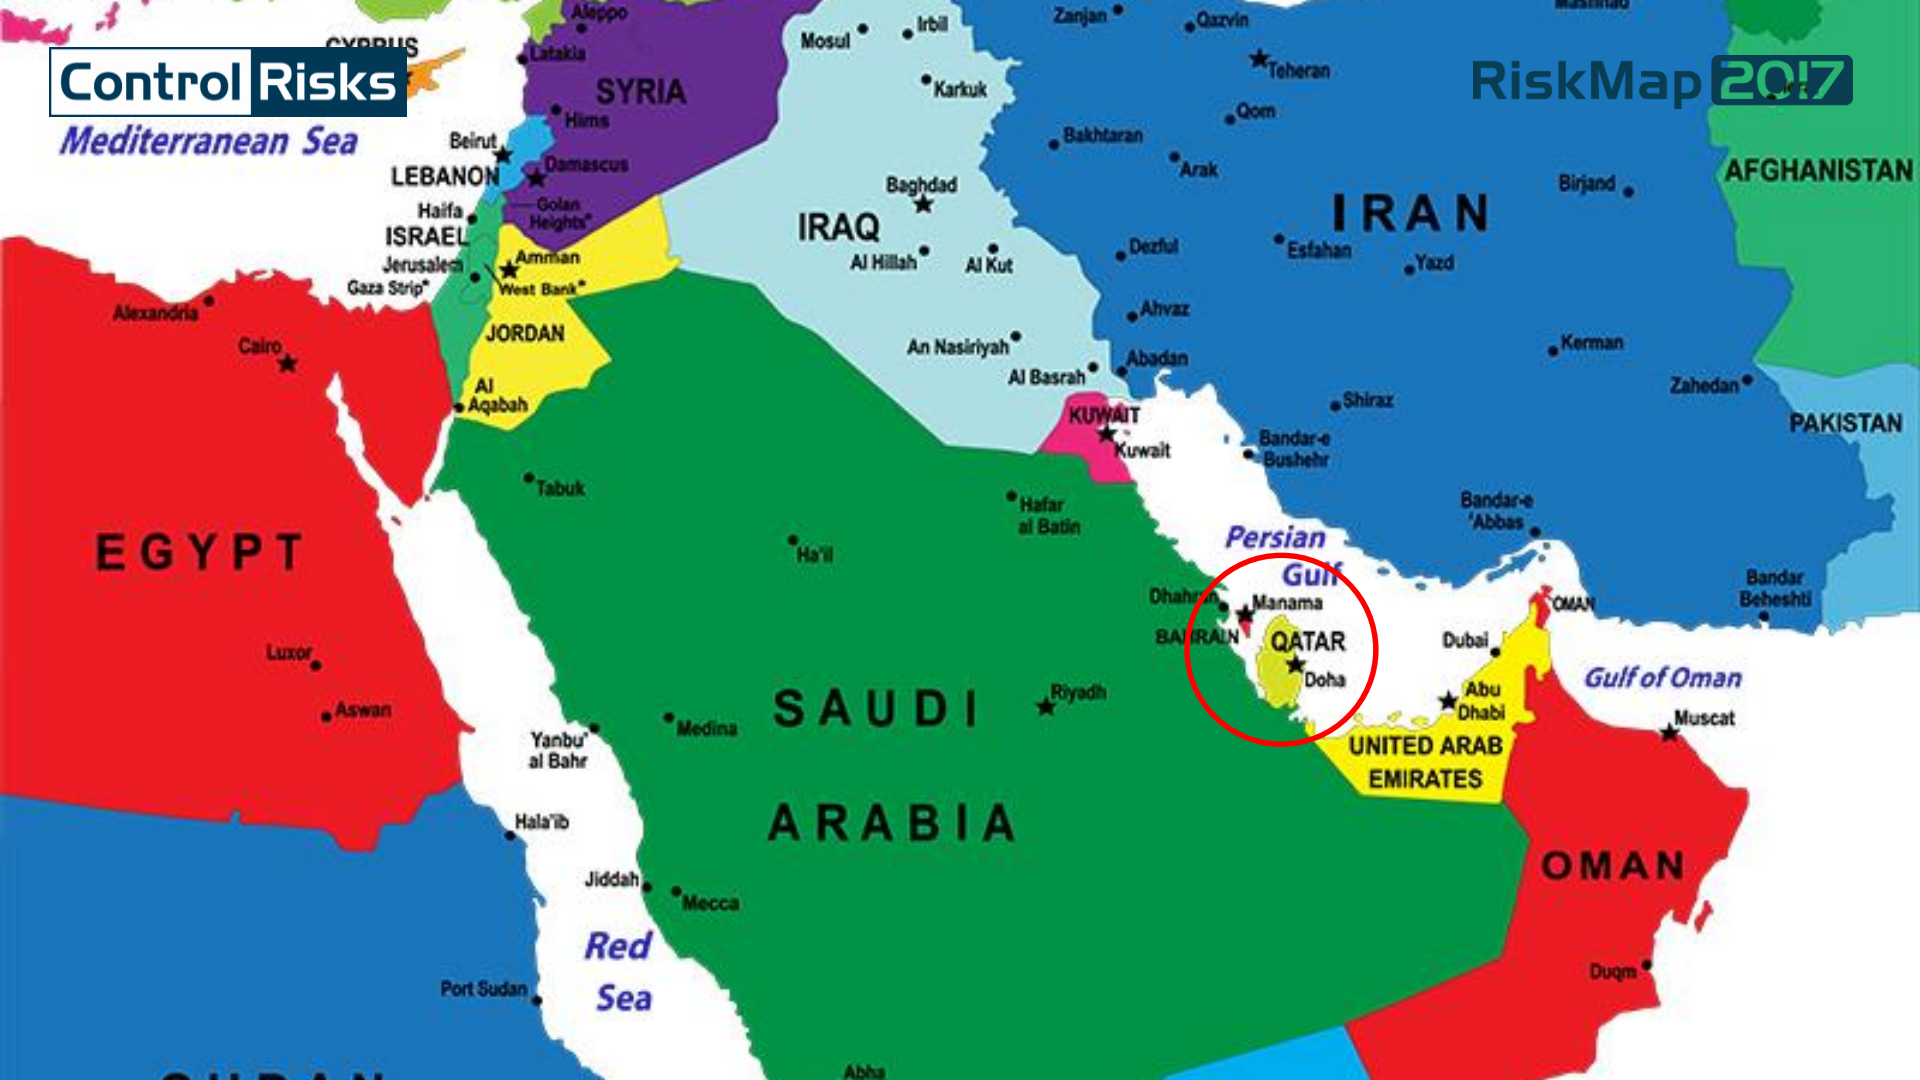 Control Risks
RiskMap 2017
CYPRUS
Mediterranean Sea
Aleppo
Latakia
SYRIA
Hims
Beirut
LEBANON
Damascus
Golan
Heights*
Haifa
ISRAEL
Jerusalem
Gaza Strip*
Amman
West Bank*
JORDAN
Al
Aqabah
Mosul
Irbil
Karkuk
Baghdad
IRAQ
Al Hillah
Al Kut
An Nasiriyah
Al Basrah
Zanjan
Qazvin
Teheran
Qom
Bakhtaran
Arak
Mashhad
Birjand
IRAN
Dezful
Esfahan
Yazd
Ahvaz
Abadan
Kerman
Zahedan
Shiraz
Bandar-e
Bushehr
Bandar-e
'Abbas
Bandar
Beheshti
AFGHANISTAN
PAKISTAN
KUWAIT
Kuwait
Alexandria
Cairo
EGYPT
Luxor
Aswan
Tabuk
Ha'il
Hafar
al Batin
Persian
Gulf
Dhahran
Manama
BAHRAIN
QATAR
Doha
Dubai
OMAN
Abu
Dhabi
UNITED ARAB
EMIRATES
Gulf of Oman
Muscat
SAUDI
ARABIA
Riyadh
Medina
Yanbu'
al Bahr
Hala'ib
Jiddah
Mecca
Red
Sea
Port Sudan
OMAN
Duqm
Abha
SUDAN